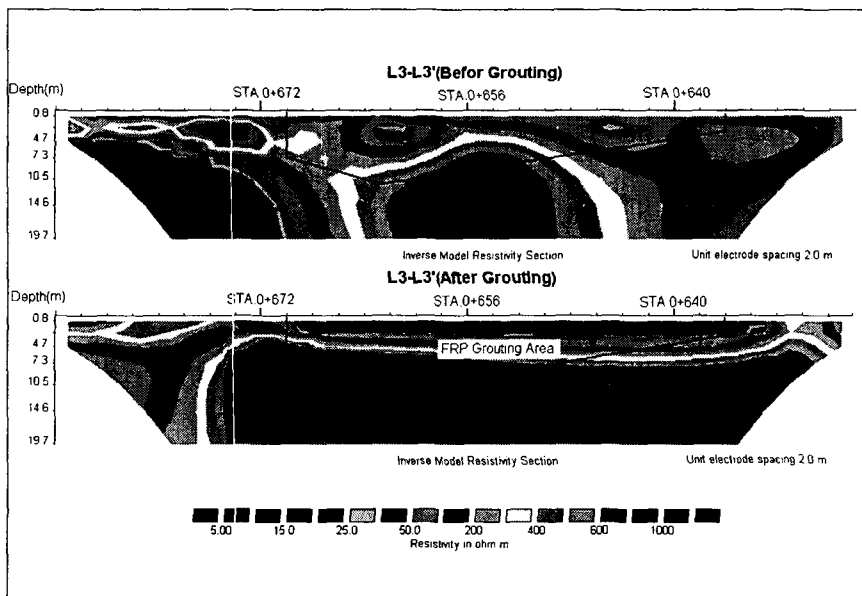 L3-L3'(Befor Grouting)
Depth(m)
STA.0+672 STA.0+656 STA.0+640
0.8
4.7
7.3
10.5
14.6
19.7
Inverse Model Resistivity Section Unit electrode spacing 2.0 m
L3-L3'(After Grouting)
Depth(m)
STA.0+672 STA.0+656 STA.0+640
0.8
4.7
7.3
10.5
14.6
19.7
FRP Grouting Area
Inverse Model Resistivity Section Unit electrode spacing 2.0 m
5.00 15.0 25.0 50.0 200 400 600 1000
Resistivity in ohm m